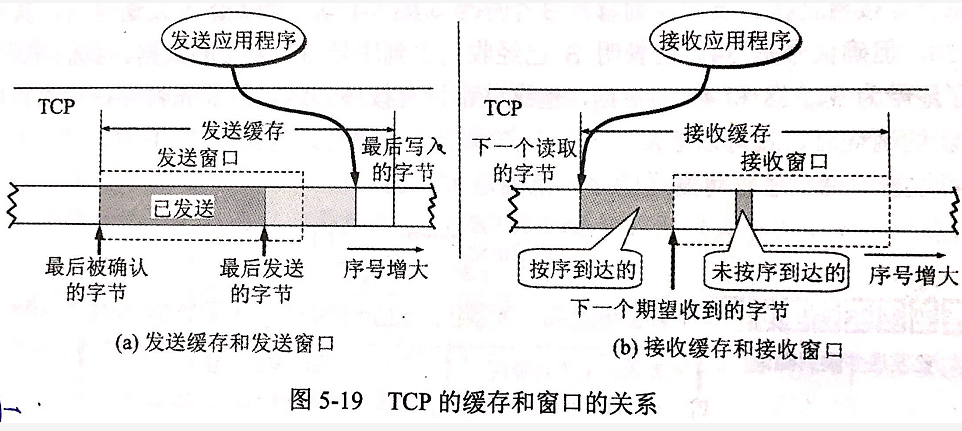 发送应用程序
接收应用程序
TCP
TCP
发送缓存
发送窗口
最后写入
的字节
已发送
最后被确认
的字节
最后发送
的字节
序号增大
(a) 发送缓存和发送窗口
下一个读取
的字节
接收缓存
接收窗口
按序到达的
未按序到达的
序号增大
下一个期望收到的字节
(b) 接收缓存和接收窗口
图 5-19 TCP 的缓存和窗口的关系